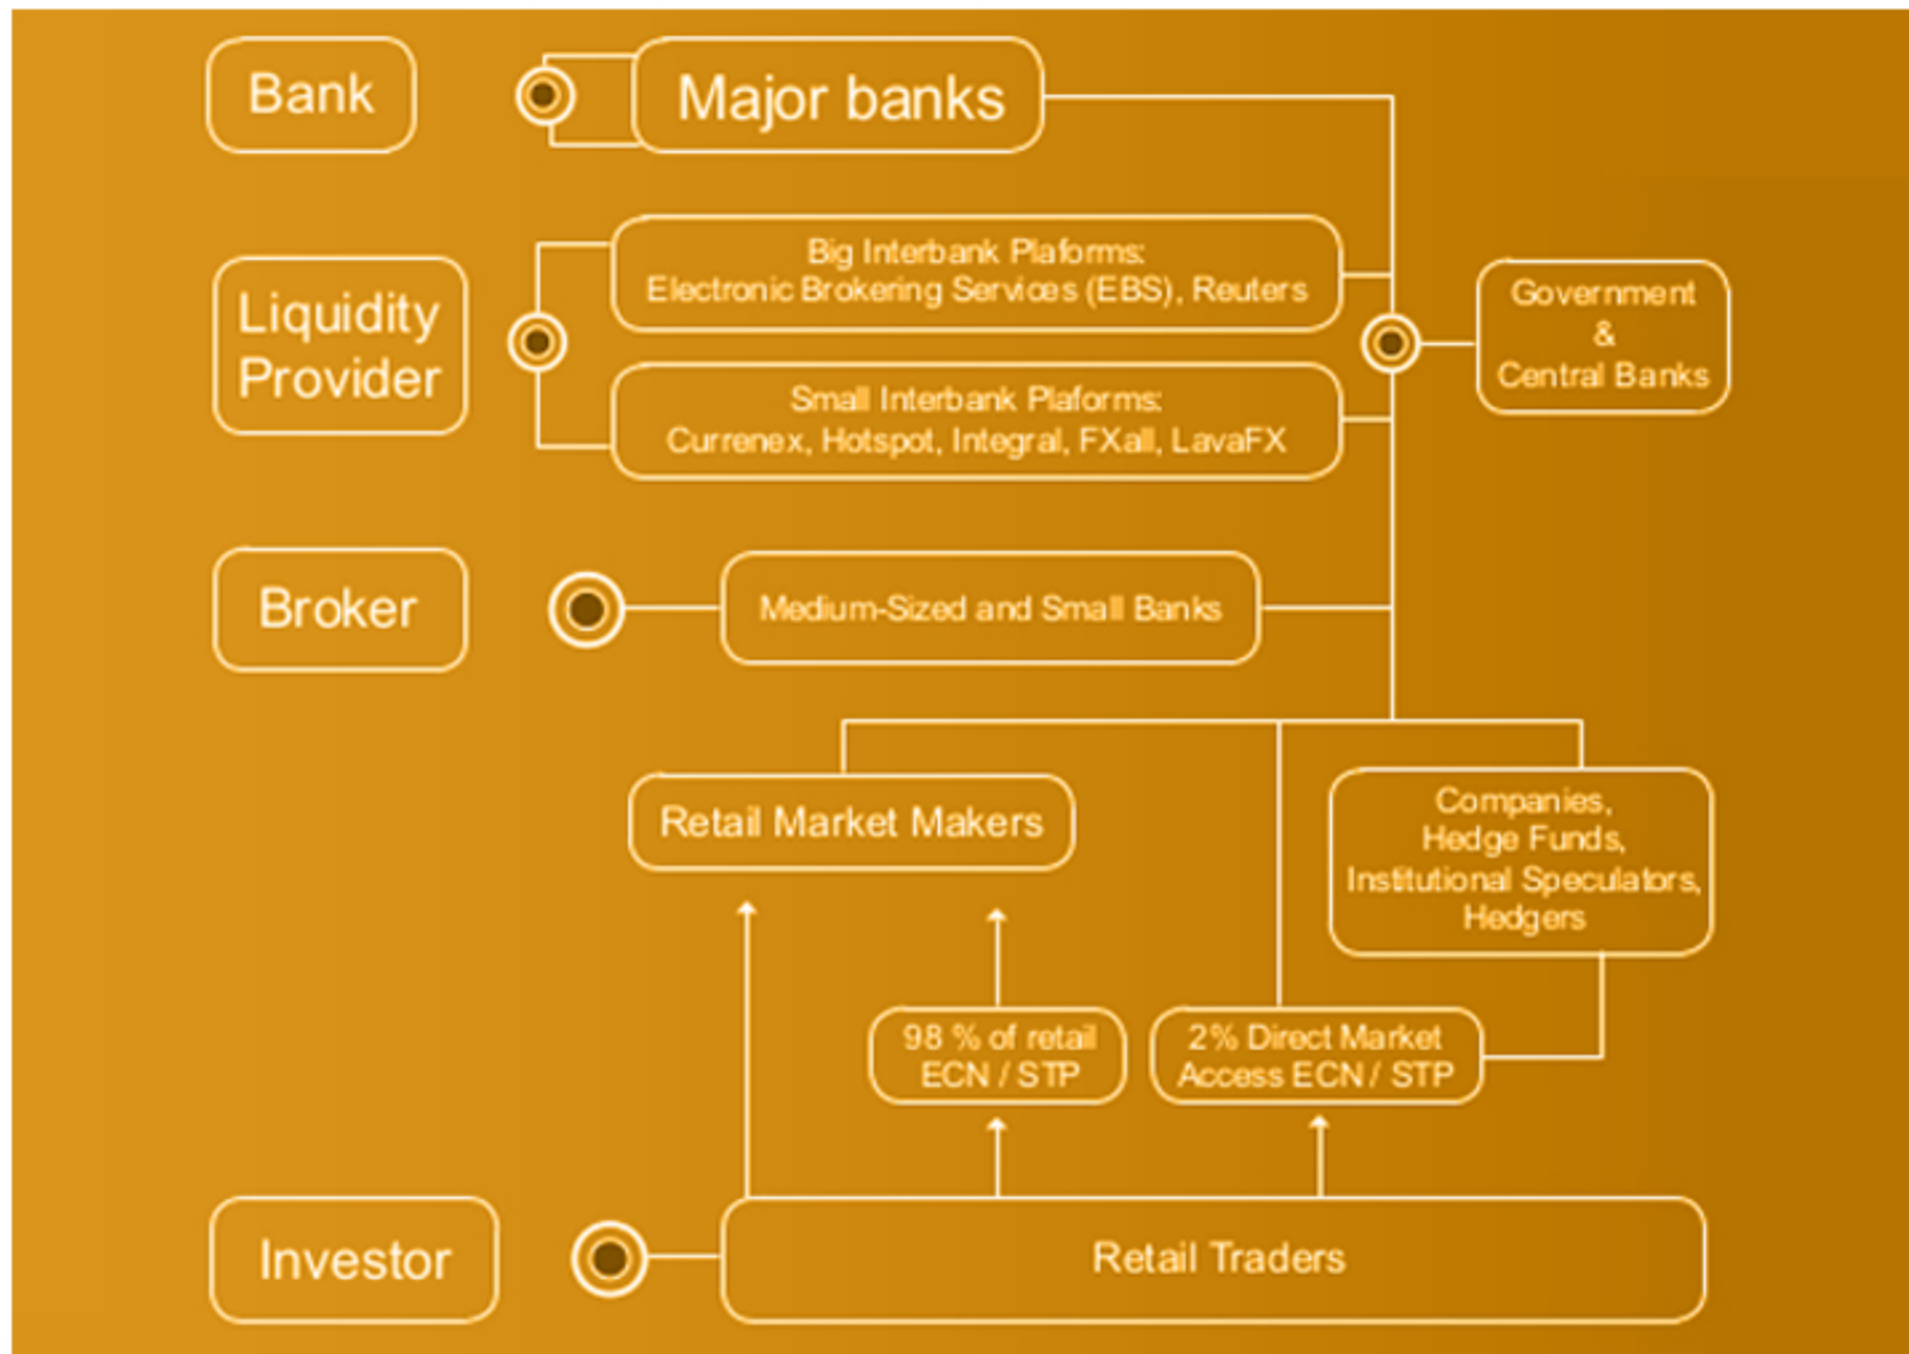 Bank
Major banks
Big Interbank Plaforms:
Electronic Brokering Services (EBS), Reuters
Liquidity
Provider
Government
&
Central Banks
Small Interbank Plaforms:
Currenex, Hotspot, Integral, FXall, LavaFX
Broker
Medium-Sized and Small Banks
Retail Market Makers
Companies,
Hedge Funds,
Institutional Speculators,
Hedgers
98 % of retail
ECN / STP
2% Direct Market
Access ECN / STP
Investor
Retail Traders